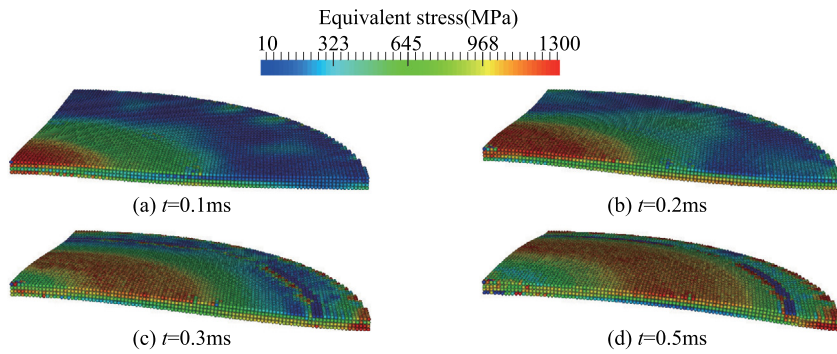 Equivalent stress(MPa)
10 323 645 968 1300
(a) t=0.1ms
(b) t=0.2ms
(c) t=0.3ms
(d) t=0.5ms